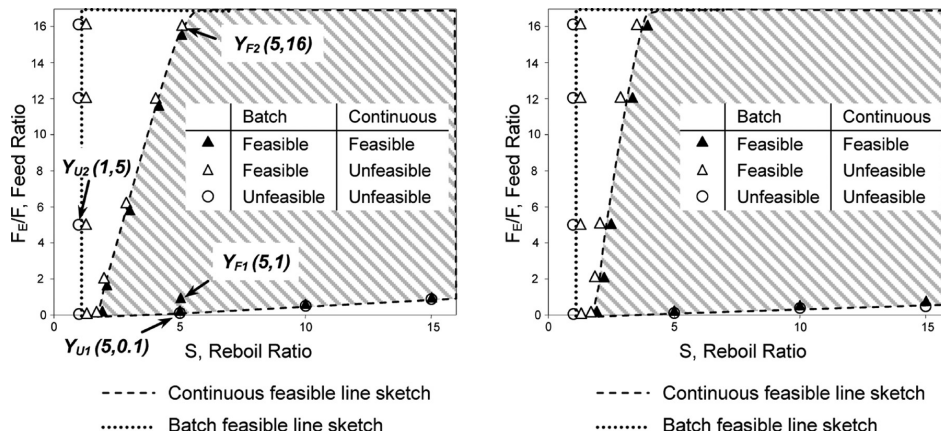 16
14
12
10
8
6
4
2
0
F_E/F, Feed Ratio
0 5 10 15
S, Reboil Ratio
Y_F2 (5,16)
Y_U2 (1,5)
Y_F1 (5,1)
Y_U1 (5,0.1)
Batch Continuous
Feasible Feasible
Feasible Unfeasible
Unfeasible Unfeasible
Continuous feasible line sketch
Batch feasible line sketch
16
14
12
10
8
6
4
2
0
F_E/F, Feed Ratio
0 5 10 15
S, Reboil Ratio
Batch Continuous
Feasible Feasible
Feasible Unfeasible
Unfeasible Unfeasible
Continuous feasible line sketch
Batch feasible line sketch